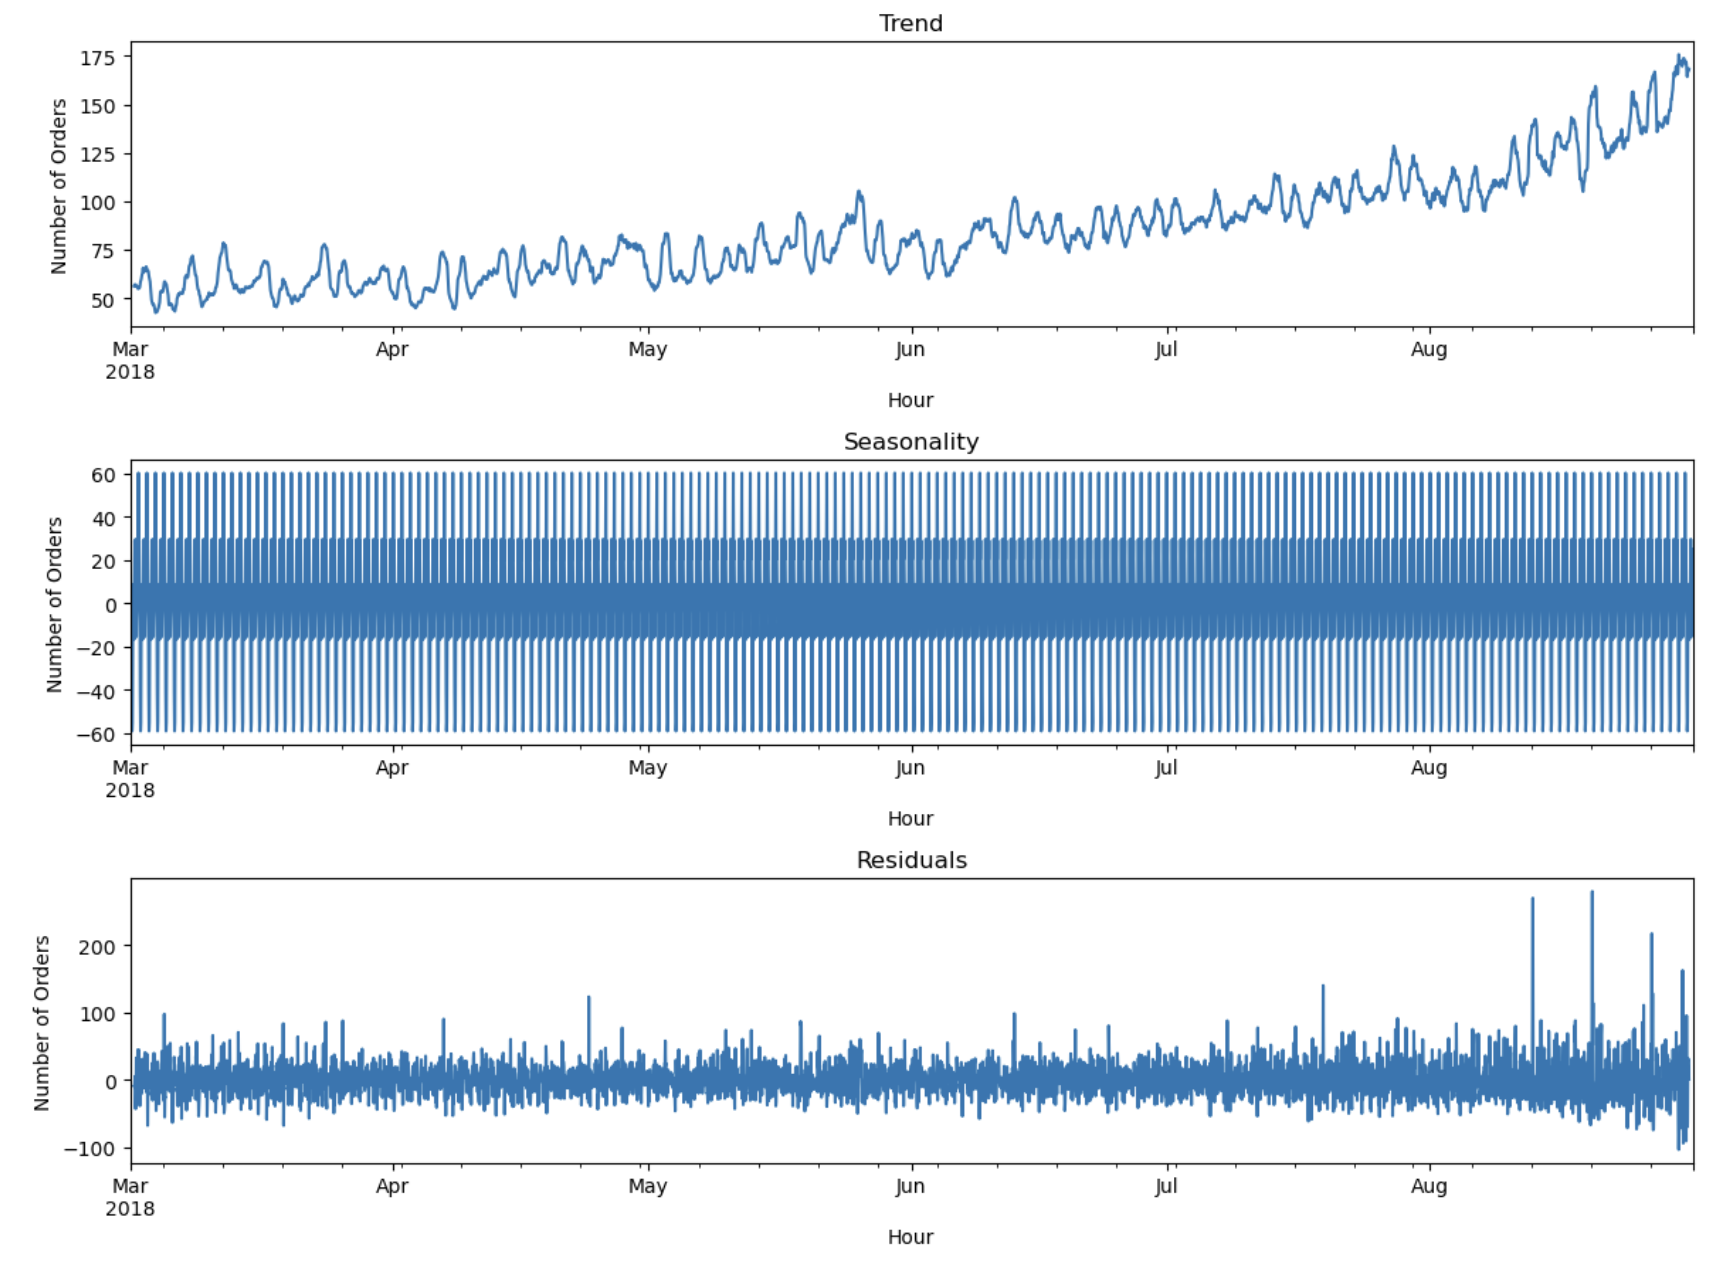 Trend
Number of Orders
175
150
125
100
75
50
Mar Apr May Jun Jul Aug
2018
Hour
Seasonality
Number of Orders
60
40
20
0
−20
−40
−60
Mar Apr May Jun Jul Aug
2018
Hour
Residuals
Number of Orders
200
100
0
−100
Mar Apr May Jun Jul Aug
2018
Hour